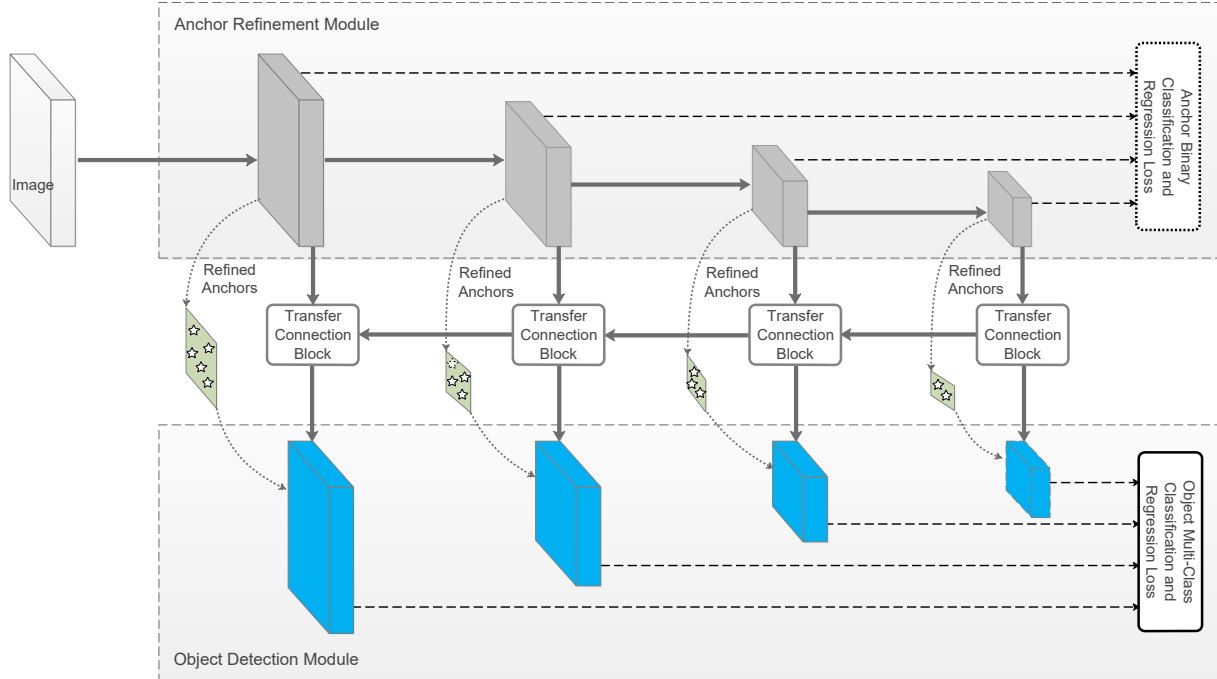 Anchor Refinement Module
Image
Anchor Binary
Classification and
Regression Loss
Refined
Anchors
Refined
Anchors
Refined
Anchors
Refined
Anchors
Transfer
Connection
Block
Transfer
Connection
Block
Transfer
Connection
Block
Transfer
Connection
Block
Object Multi-Class
Classification and
Regression Loss
Object Detection Module